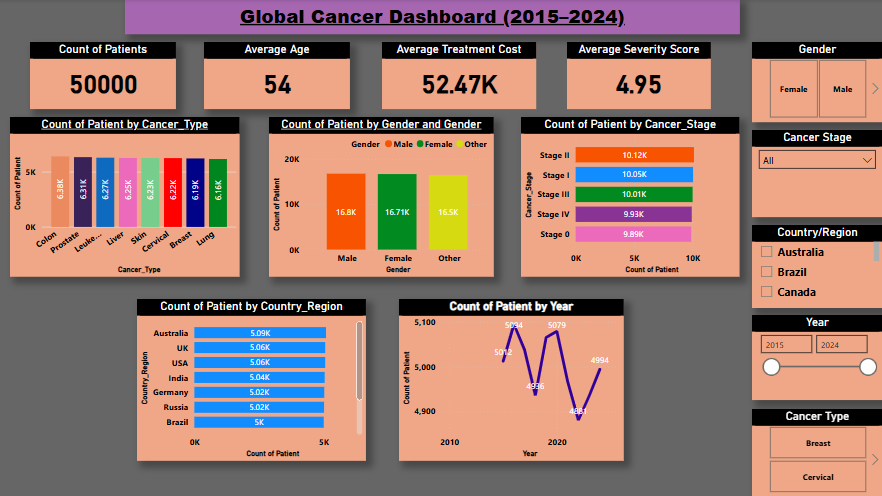 Global Cancer Dashboard (2015–2024)
Count of Patients
50000
Average Age
54
Average Treatment Cost
52.47K
Average Severity Score
4.95
Gender
Female
Male
Count of Patient by Cancer_Type
Count of Patient
5K
0K
6.38K
6.31K
6.27K
6.25K
6.23K
6.22K
6.19K
6.16K
Colon
Prostate
Leuke...
Liver
Skin
Cervical
Breast
Lung
Cancer_Type
Count of Patient by Gender and Gender
Gender Male Female Other
Count of Patient
20K
10K
0K
16.8K
16.71K
16.5K
Male
Female
Other
Gender
Count of Patient by Cancer_Stage
Cancer_Stage
Stage II 10.12K
Stage I 10.05K
Stage III 10.01K
Stage IV 9.93K
Stage 0 9.89K
0K 5K 10K
Count of Patient
Cancer Stage
All
Country/Region
Australia
Brazil
Canada
Count of Patient by Country_Region
Country_Region
Australia 5.09K
UK 5.06K
USA 5.06K
India 5.04K
Germany 5.02K
Russia 5.02K
Brazil 5K
0K 5K
Count of Patient
Count of Patient by Year
Count of Patient
5,100
5,000
4,900
5012
5079
4994
2010 2020
Year
Year
2015 2024
Cancer Type
Breast
Cervical